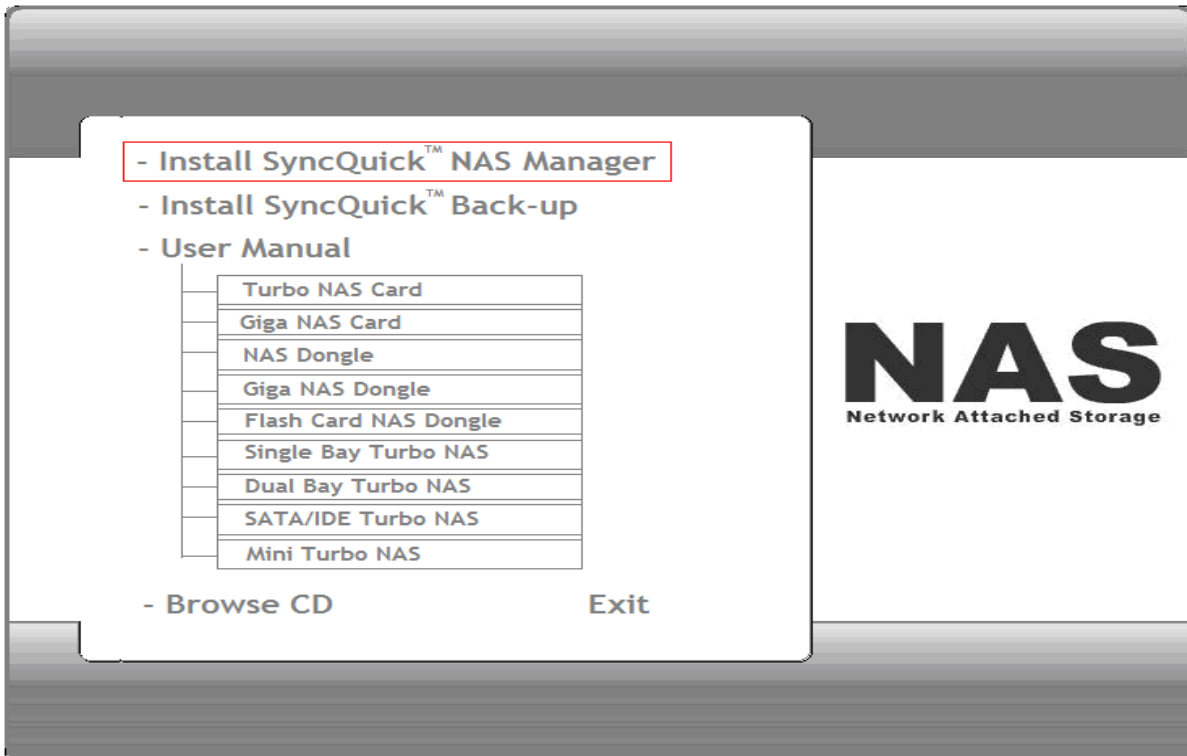 - Install SyncQuick™ NAS Manager
- Install SyncQuick™ Back-up
- User Manual
Turbo NAS Card
Giga NAS Card
NAS Dongle
Giga NAS Dongle
Flash Card NAS Dongle
Single Bay Turbo NAS
Dual Bay Turbo NAS
SATA/IDE Turbo NAS
Mini Turbo NAS
- Browse CD
Exit
NAS
Network Attached Storage